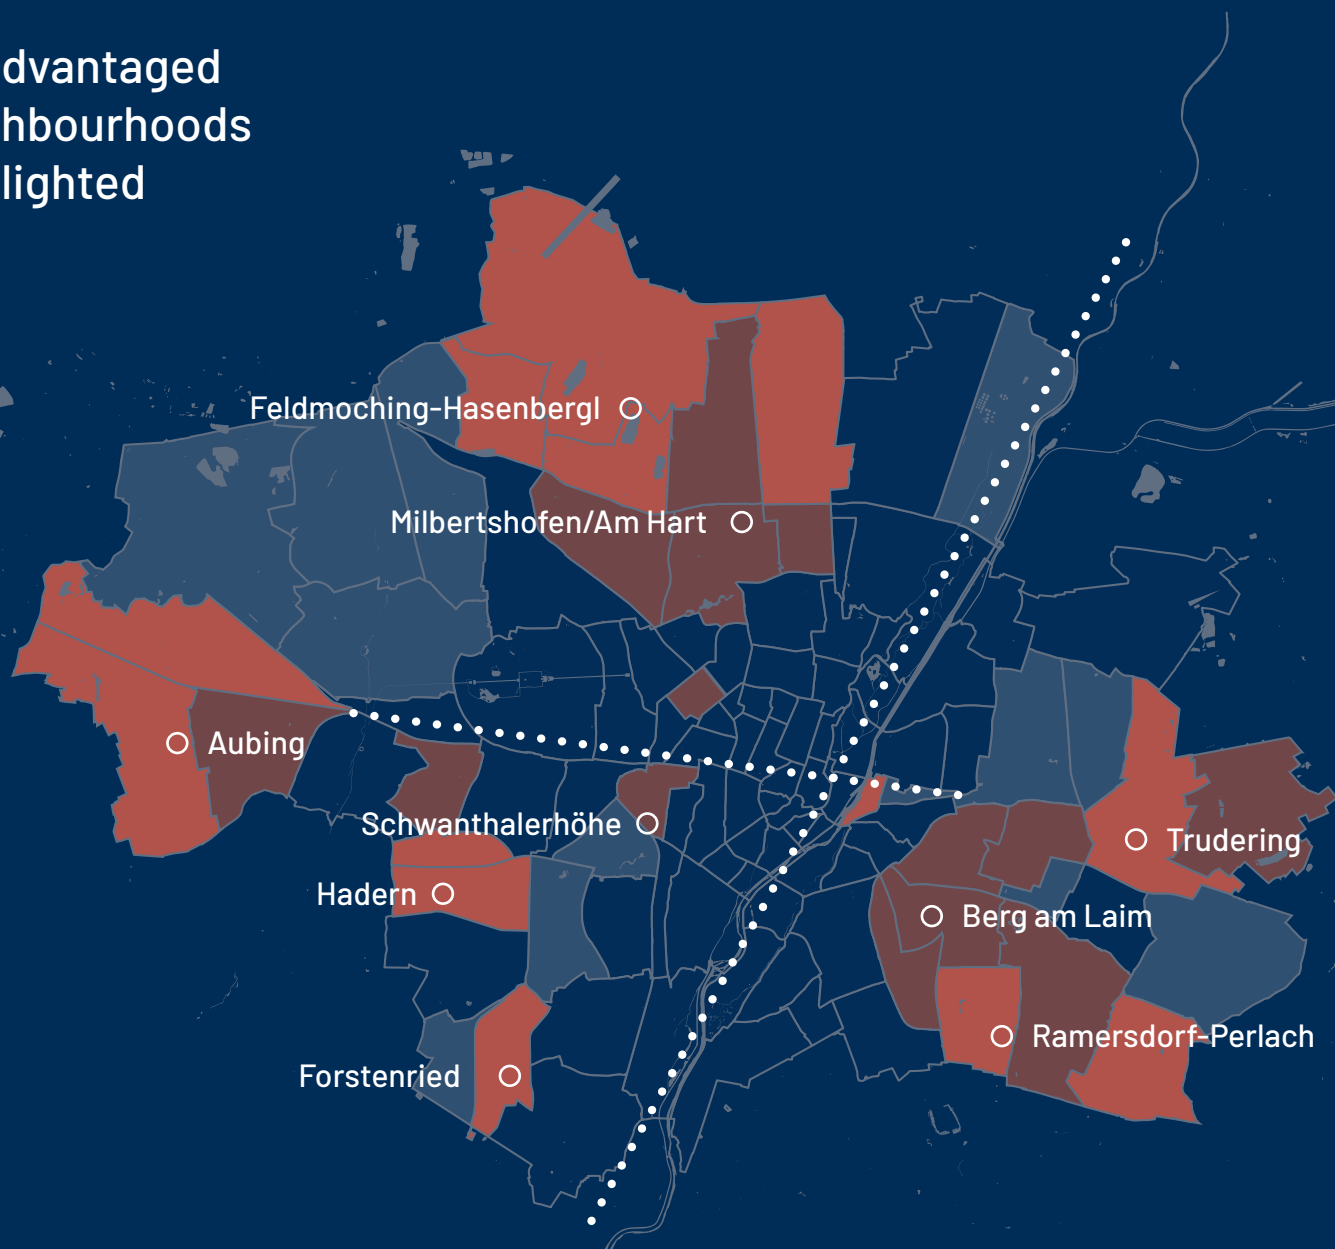 dvantaged
hbourhoods
lighted
Feldmoching-Hasenbergl
Milbertshofen/Am Hart
Aubing
Schwanthalerhöhe
Trudering
Hadern
Berg am Laim
Ramersdorf-Perlach
Forstenried